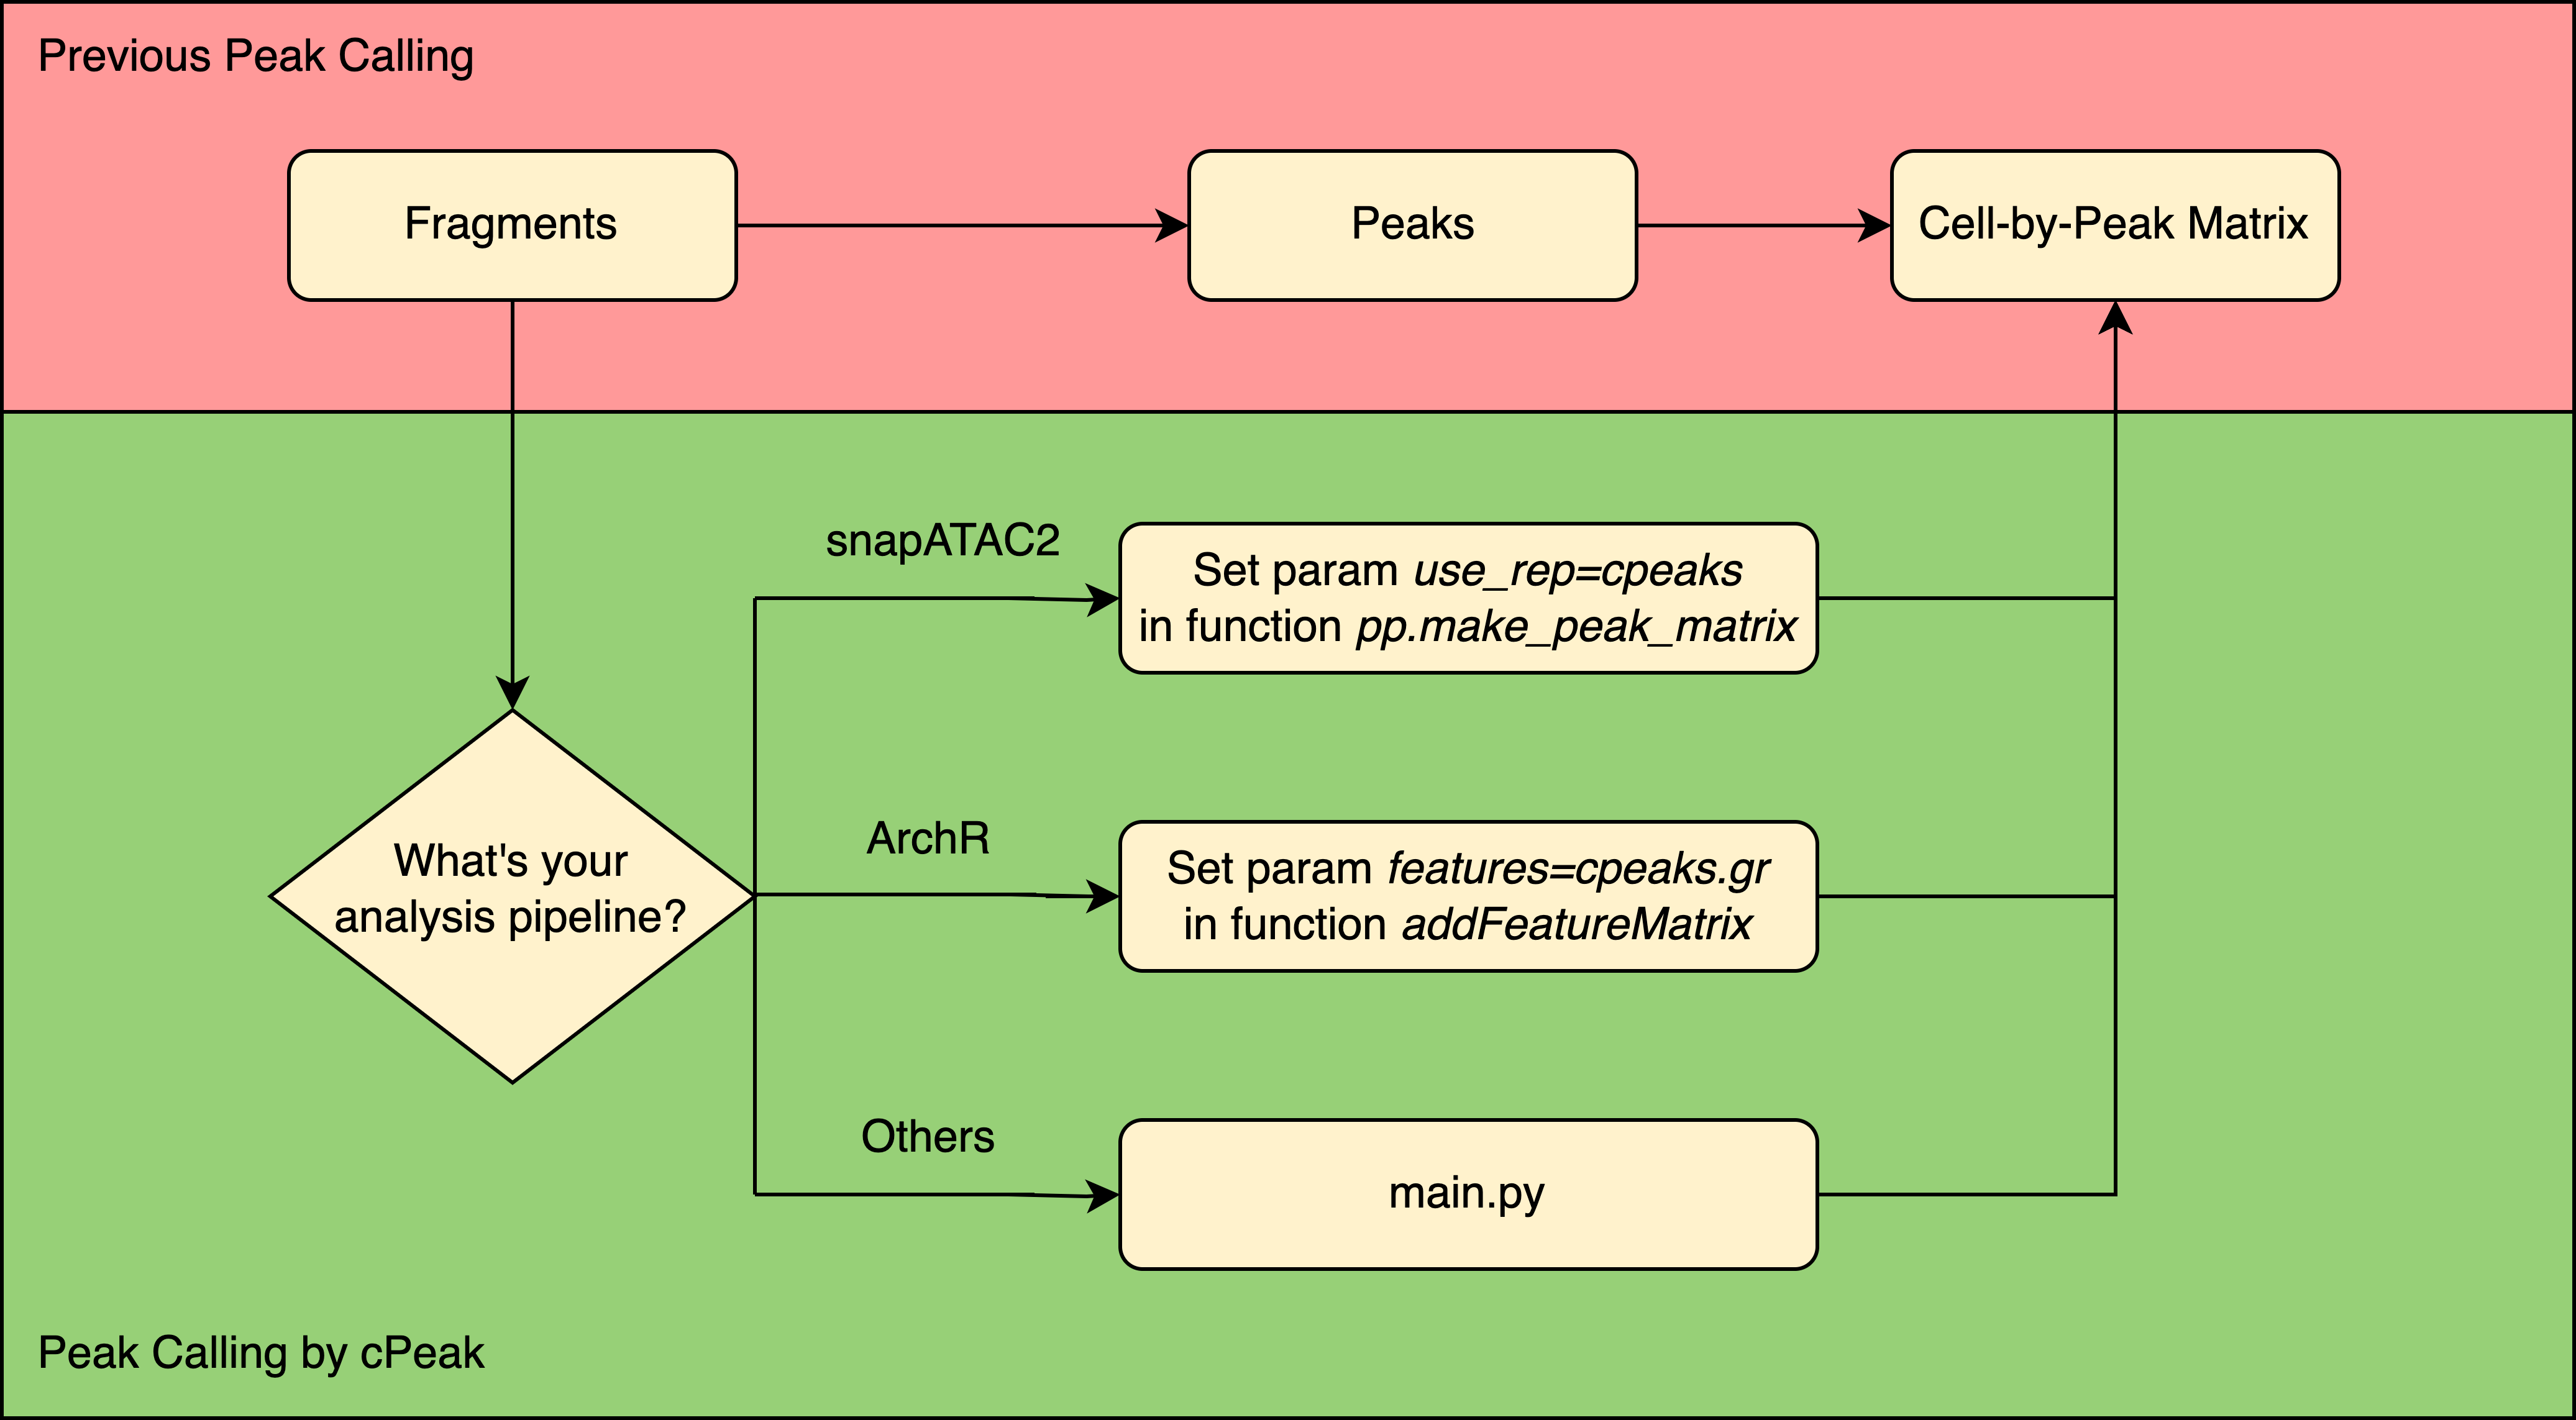 Previous Peak Calling
Fragments
Peaks
Cell-by-Peak Matrix
snapATAC2
Set param use_rep=cpeaks
in function pp.make_peak_matrix
What's your
analysis pipeline?
ArchR
Set param features=cpeaks.gr
in function addFeatureMatrix
Others
main.py
Peak Calling by cPeak